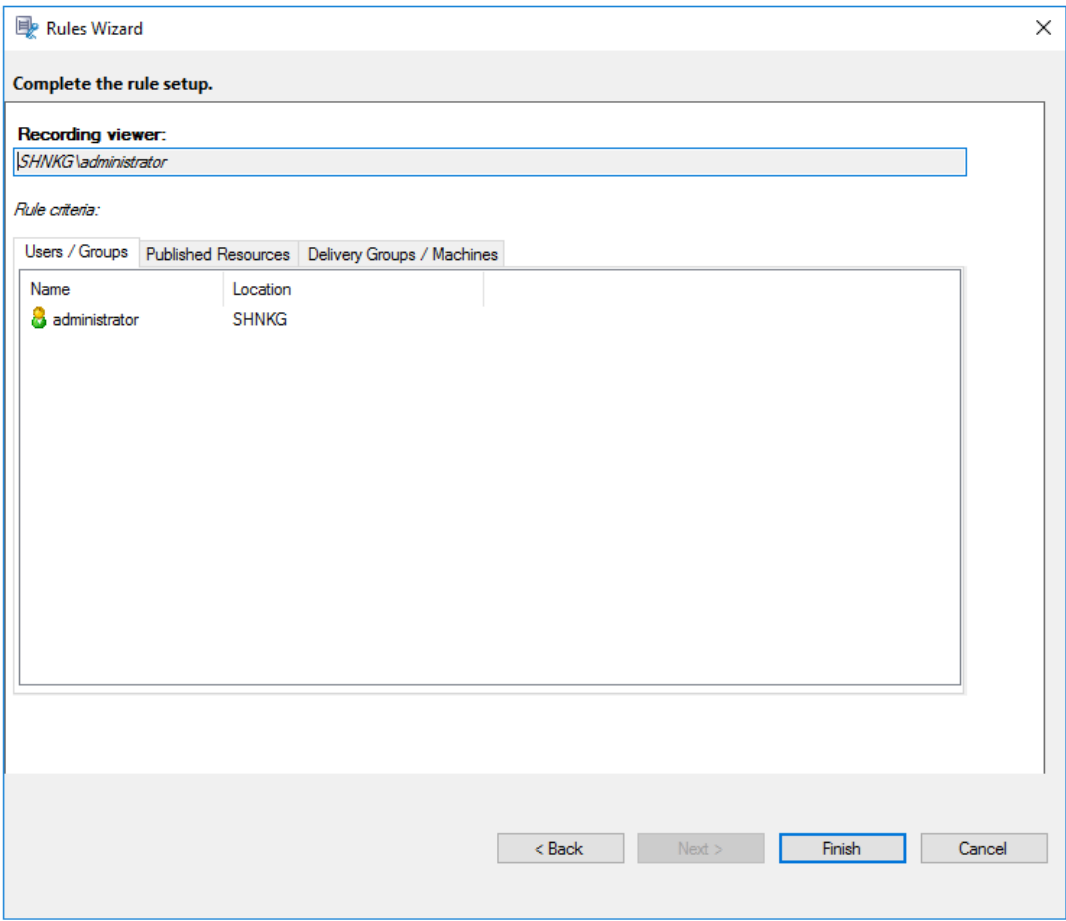 Rules Wizard
Complete the rule setup.
Recording viewer:
SHNKG\administrator
Rule criteria:
Users / Groups Published Resources Delivery Groups / Machines
Name Location
administrator SHNKG
< Back Next > Finish Cancel